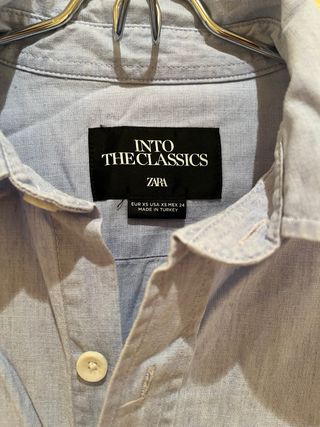 INTO
THE CLASSICS
ZARA
EUR XS USA XS MEX 24
MADE IN TURKEY